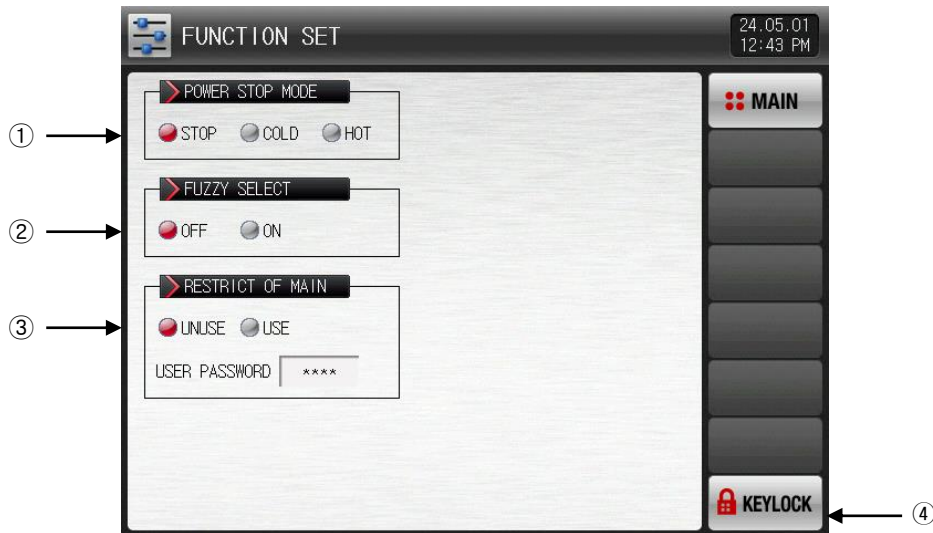 FUNCTION SET
24.05.01
12:43 PM
POWER STOP MODE
MAIN
① STOP COLD HOT
FUZZY SELECT
② OFF ON
RESTRICT OF MAIN
③ UNUSE USE
USER PASSWORD ****
KEYLOCK ④